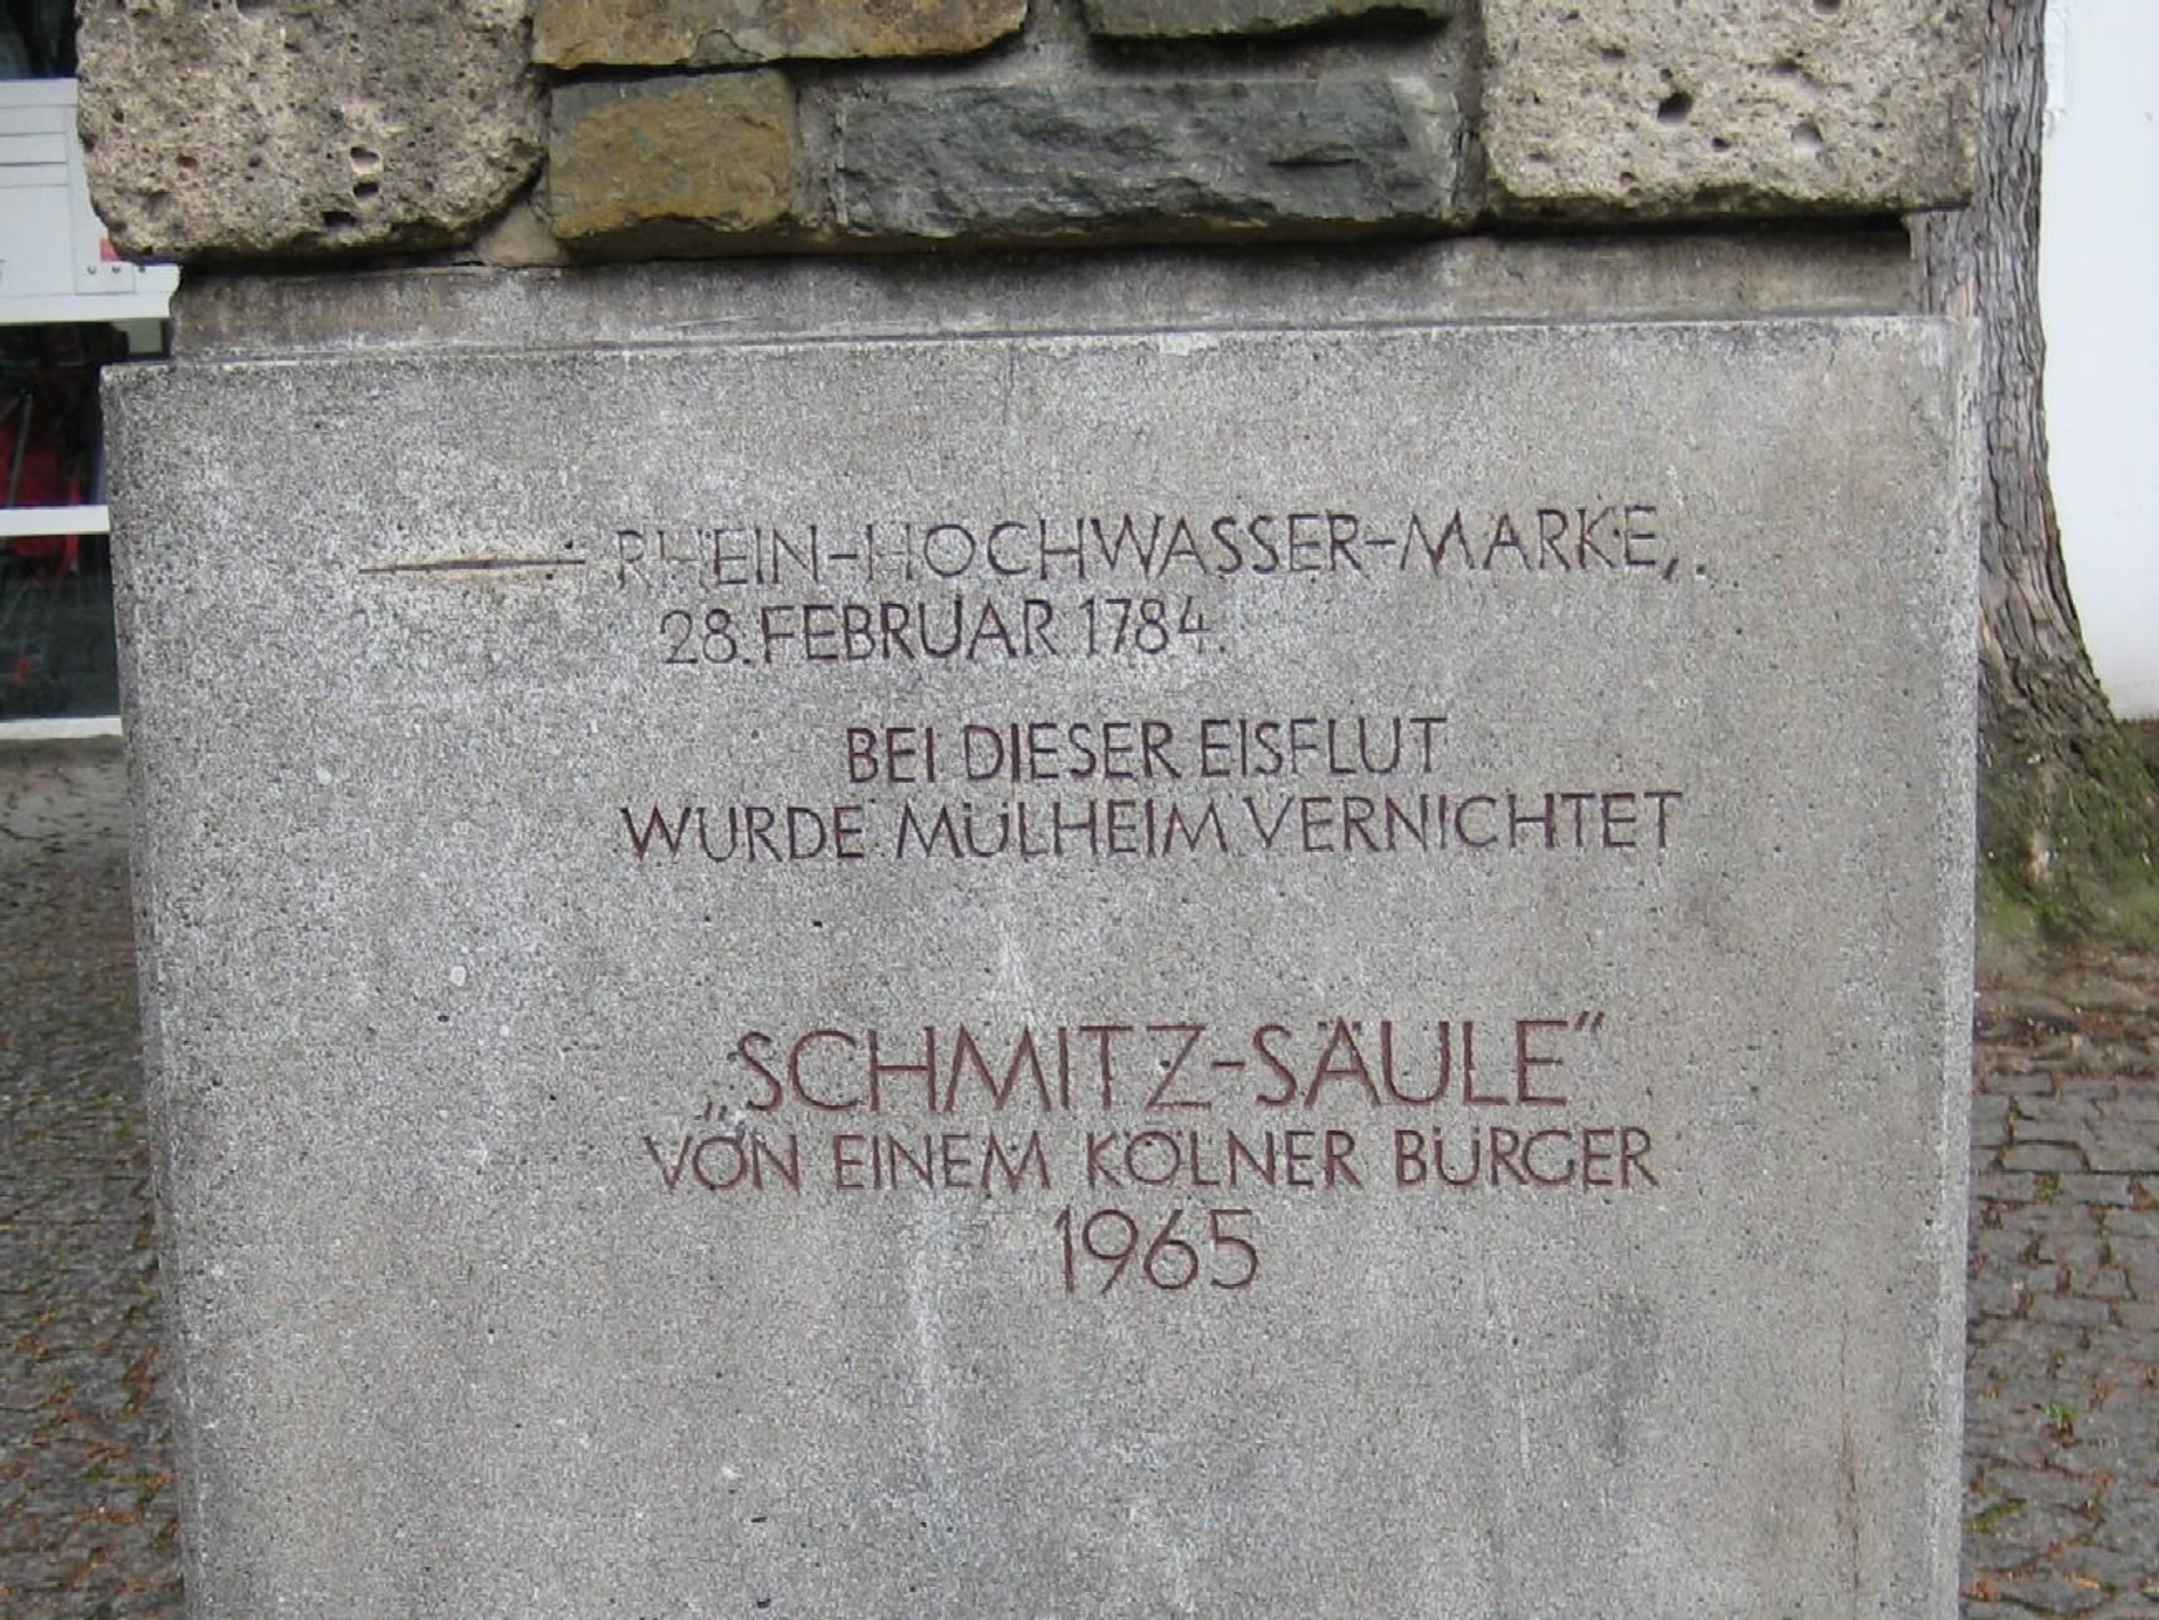 RHEIN-HOCHWASSER-MARKE,
28. FEBRUAR 1784.
BEI DIESER EISFLUT
WURDE MÜLHEIM VERNICHTET
„SCHMITZ-SÄULE“
VON EINEM KÖLNER BÜRGER
1965